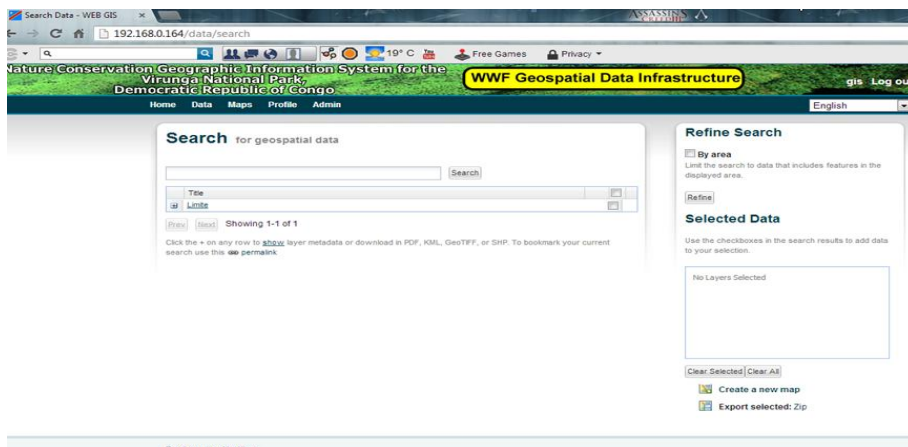 Search Data - WEB GIS
ASSASSIN'S CREED III
192.168.0.164/data/search
19° C
Free Games
Privacy
Nature Conservation Geographic Information System for the
Virunga National Park,
Democratic Republic of Congo
WWF Geospatial Data Infrastructure
gis Log ou
Home Data Maps Profile Admin
English
Search for geospatial data
Search
Title
Limite
Prev Next Showing 1-1 of 1
Click the + on any row to show layer metadata or download in PDF, KML, GeoTIFF, or SHP. To bookmark your current
search use this permalink
Refine Search
By area
Limit the search to data that includes features in the
displayed area.
Refine
Selected Data
Use the checkboxes in the search results to add data
to your selection.
No Layers Selected
Clear Selected Clear All
Create a new map
Export selected: Zip